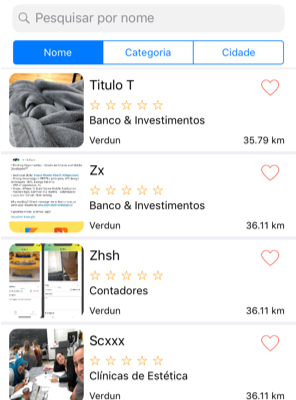 Pesquisar por nome
Nome Categoria Cidade
Titulo T
Banco & Investimentos
Verdun 35.79 km
Zx
Banco & Investimentos
Verdun 36.11 km
Zhsh
Contadores
Verdun 36.11 km
Scxxx
Clínicas de Estética
Verdun 36.11 km